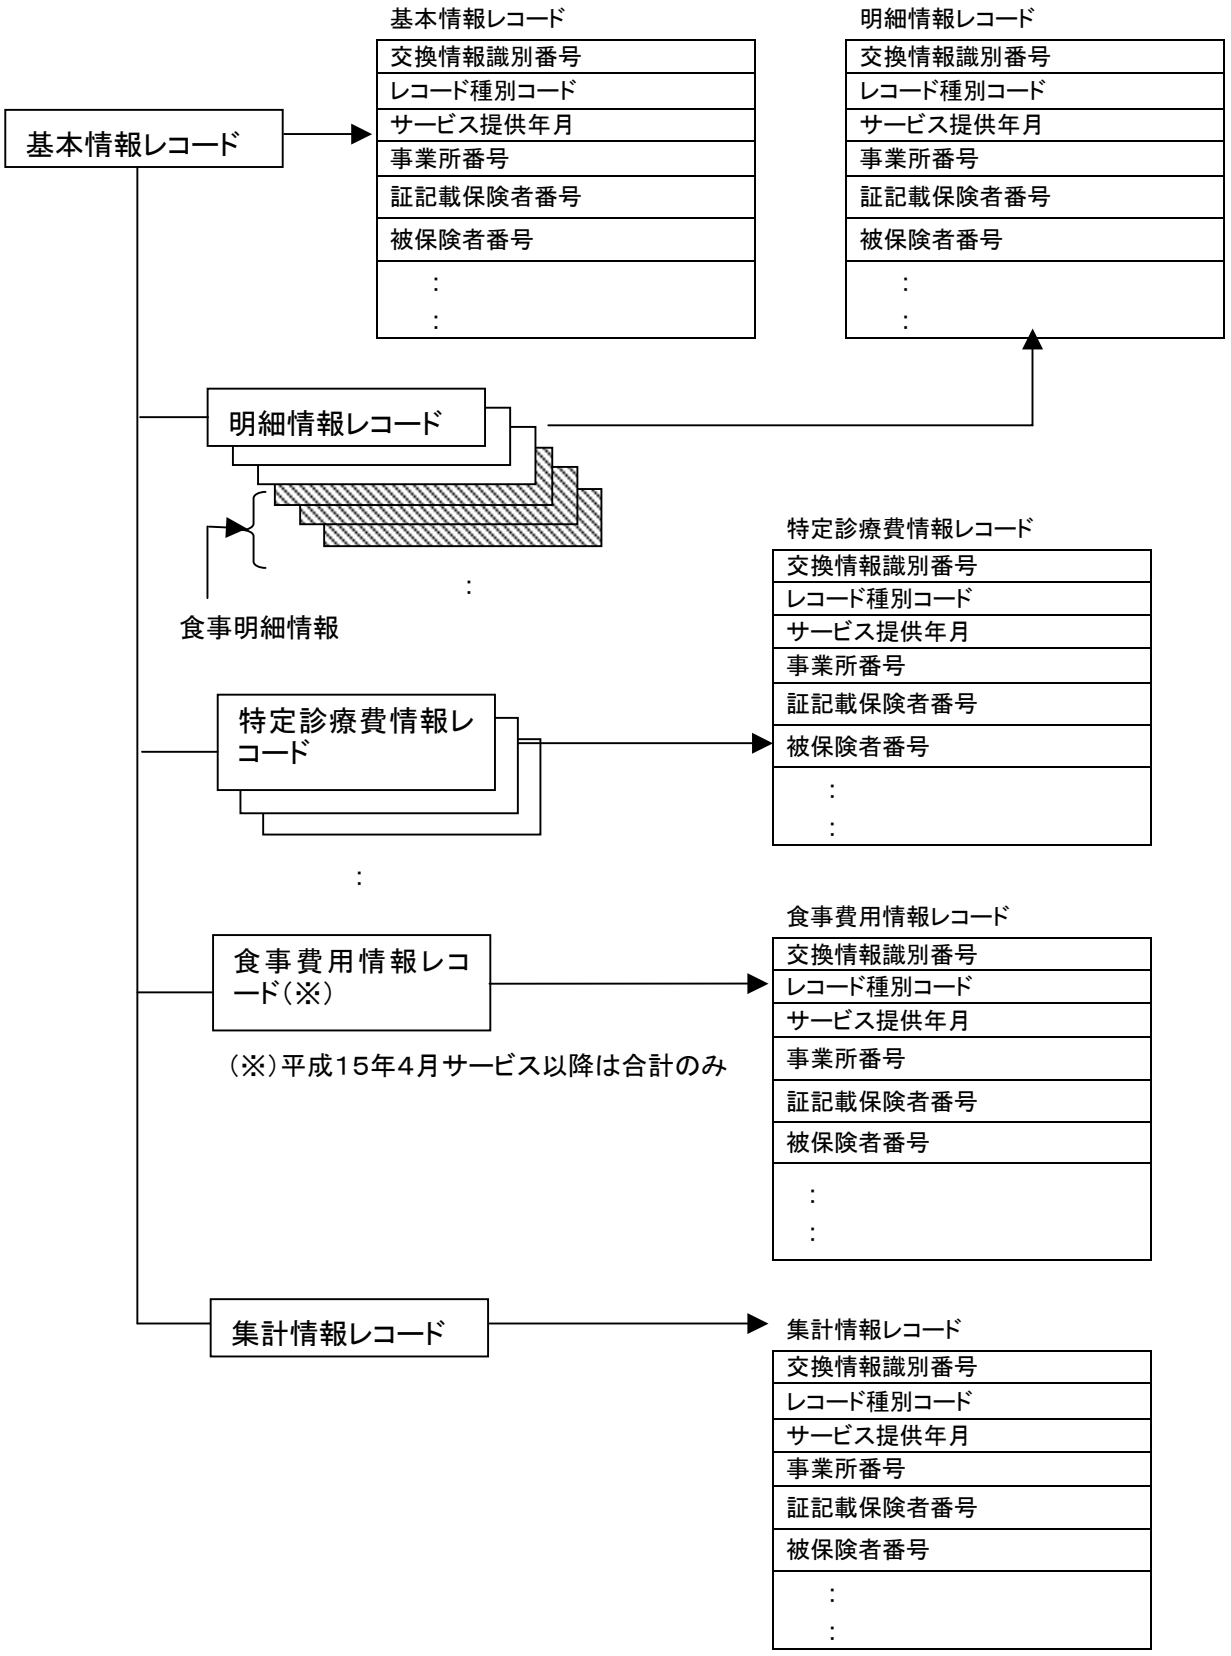 基本情報レコード
交換情報識別番号
レコード種別コード
サービス提供年月
事業所番号
証記載保険者番号
被保険者番号
：
：
明細情報レコード
交換情報識別番号
レコード種別コード
サービス提供年月
事業所番号
証記載保険者番号
被保険者番号
：
：
基本情報レコード
明細情報レコード
：
食事明細情報
特定診療費情報レコード
交換情報識別番号
レコード種別コード
サービス提供年月
事業所番号
証記載保険者番号
被保険者番号
：
：
特定診療費情報レ
コード
：
食事費用情報レコード
交換情報識別番号
レコード種別コード
サービス提供年月
事業所番号
証記載保険者番号
被保険者番号
：
：
食事費用情報レコ
ード（※）
（※）平成１５年４月サービス以降は合計のみ
集計情報レコード
集計情報レコード
交換情報識別番号
レコード種別コード
サービス提供年月
事業所番号
証記載保険者番号
被保険者番号
：
：